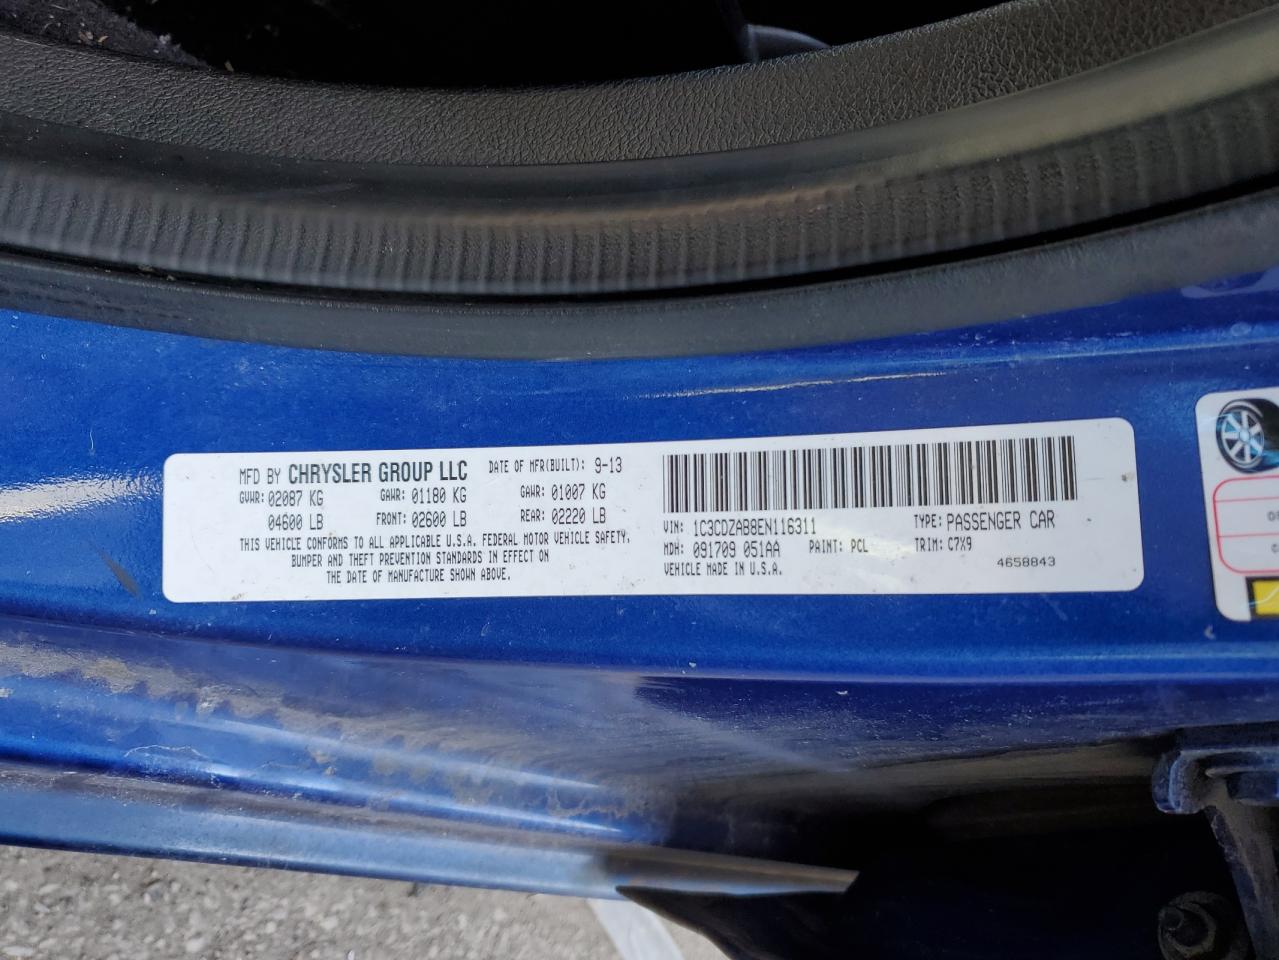 MFD BY CHRYSLER GROUP LLC DATE OF MFR(BUILT): 9-13
GVWR: 02087 KG GAWR: 01180 KG GAWR: 01007 KG
04600 LB FRONT: 02600 LB REAR: 02220 LB
THIS VEHICLE CONFORMS TO ALL APPLICABLE U.S.A. FEDERAL MOTOR VEHICLE SAFETY,
BUMPER AND THEFT PREVENTION STANDARDS IN EFFECT ON
THE DATE OF MANUFACTURE SHOWN ABOVE.
VIN: 1C3CDZAB8EN116311 TYPE: PASSENGER CAR
MDH: 091709 051AA PAINT: PCL TRIM: C7X9
VEHICLE MADE IN U.S.A. 4658843